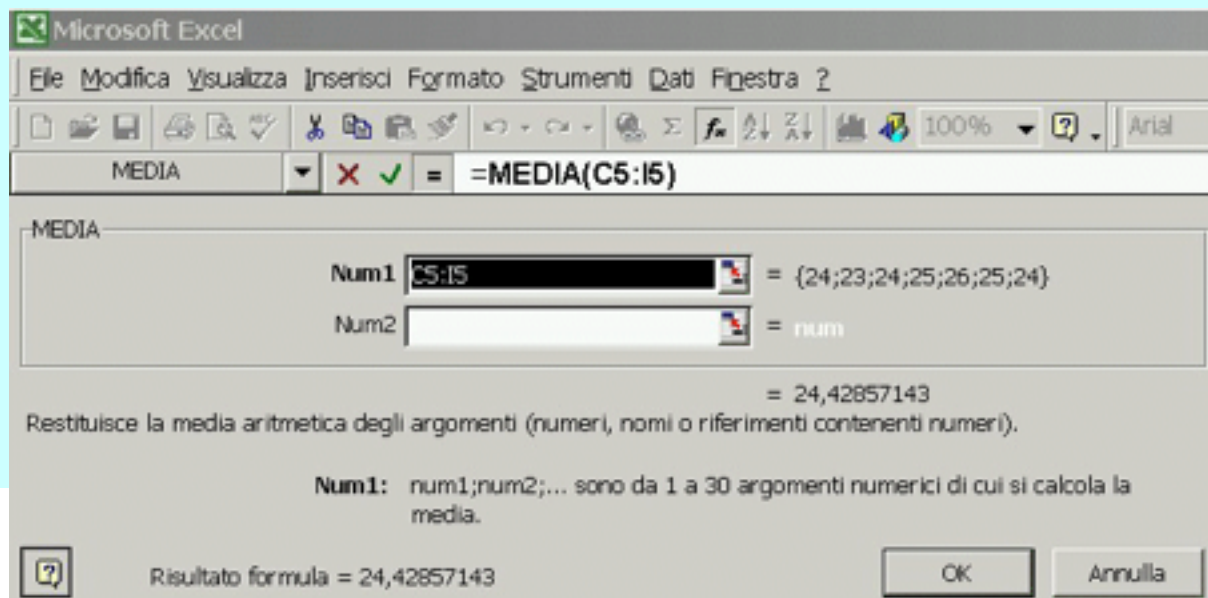 Microsoft Excel
File Modifica Visualizza Inserisci Formato Strumenti Dati Finestra ?
100% Arial
MEDIA = =MEDIA(C5:I5)
MEDIA
Num1 C5:I5 = {24;23;24;25;26;25;24}
Num2 = num
= 24,42857143
Restituisce la media aritmetica degli argomenti (numeri, nomi o riferimenti contenenti numeri).
Num1: num1;num2;... sono da 1 a 30 argomenti numerici di cui si calcola la
media.
Risultato formula = 24,42857143 OK Annulla